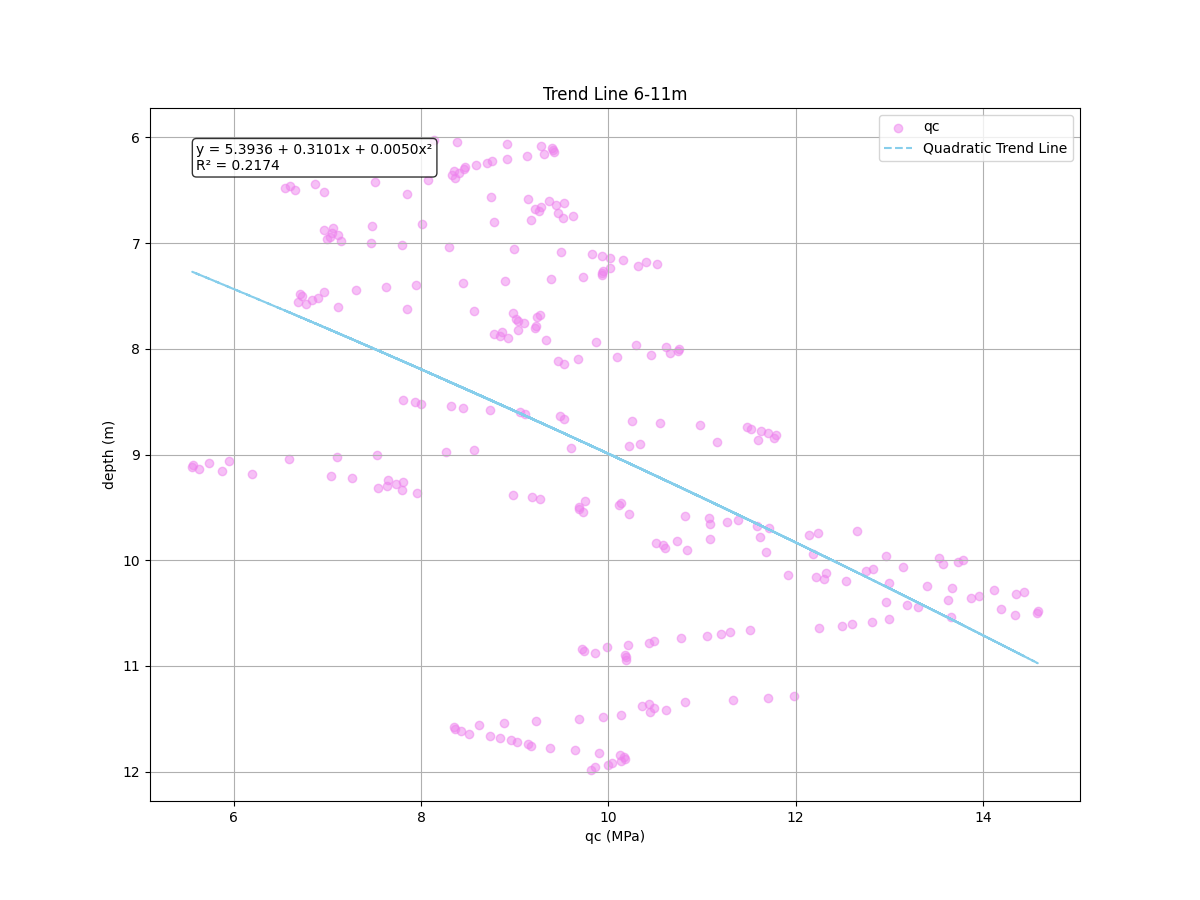 Trend Line 6-11m
y = 5.3936 + 0.3101x + 0.0050x²
R² = 0.2174
qc
Quadratic Trend Line
6
7
8
9
10
11
12
depth (m)
6
8
10
12
14
qc (MPa)